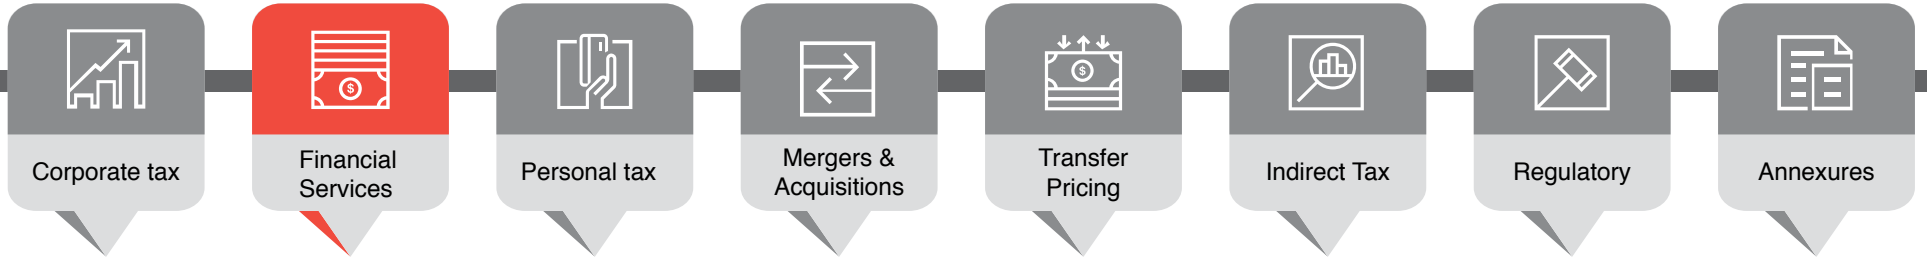 Corporate tax
Financial
Services
Personal tax
Mergers &
Acquisitions
Transfer
Pricing
Indirect Tax
Regulatory
Annexures